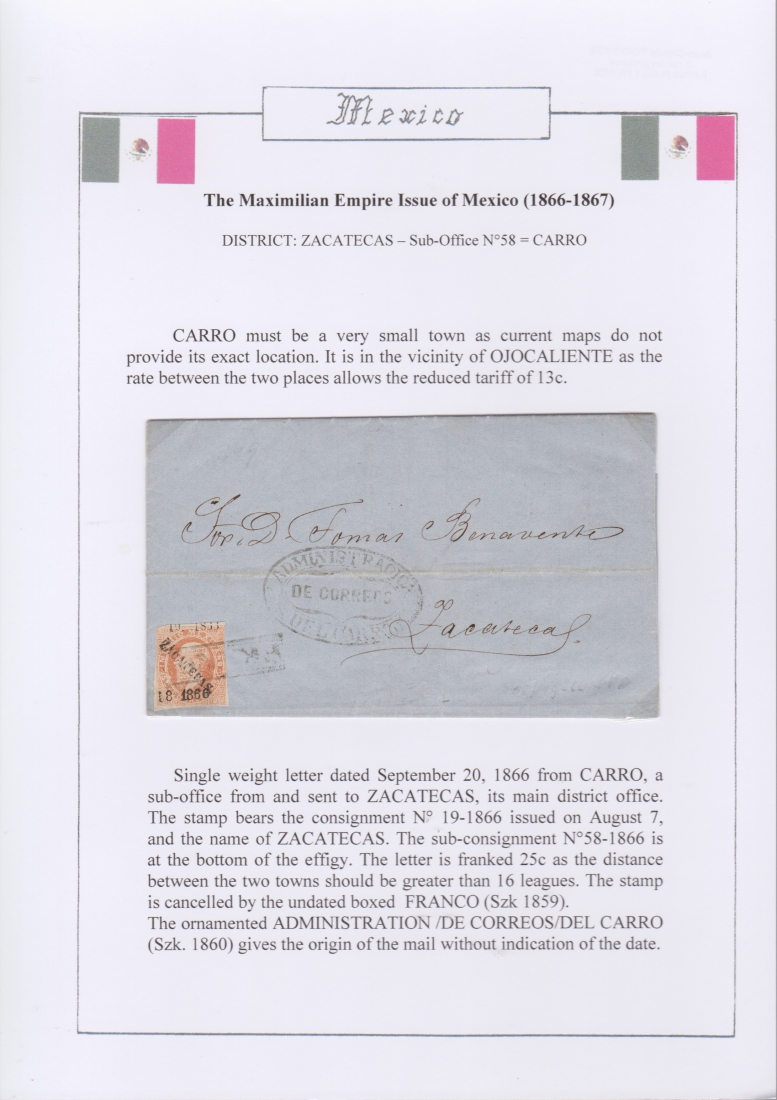 Mexico
The Maximilian Empire Issue of Mexico (1866-1867)
DISTRICT: ZACATECAS – Sub-Office N°58 = CARRO
CARRO must be a very small town as current maps do not
provide its exact location. It is in the vicinity of OJOCALIENTE as the
rate between the two places allows the reduced tariff of 13c.
Sor. D. Tomas Benavente
ADMINISTRACION
DE CORREOS
DEL CARRO
Zacatecas.
ZACATECAS
1866
Single weight letter dated September 20, 1866 from CARRO, a
sub-office from and sent to ZACATECAS, its main district office.
The stamp bears the consignment N° 19-1866 issued on August 7,
and the name of ZACATECAS. The sub-consignment N°58-1866 is
at the bottom of the effigy. The letter is franked 25c as the distance
between the two towns should be greater than 16 leagues. The stamp
is cancelled by the undated boxed FRANCO (Szk 1859).
The ornamented ADMINISTRATION /DE CORREOS/DEL CARRO
(Szk. 1860) gives the origin of the mail without indication of the date.